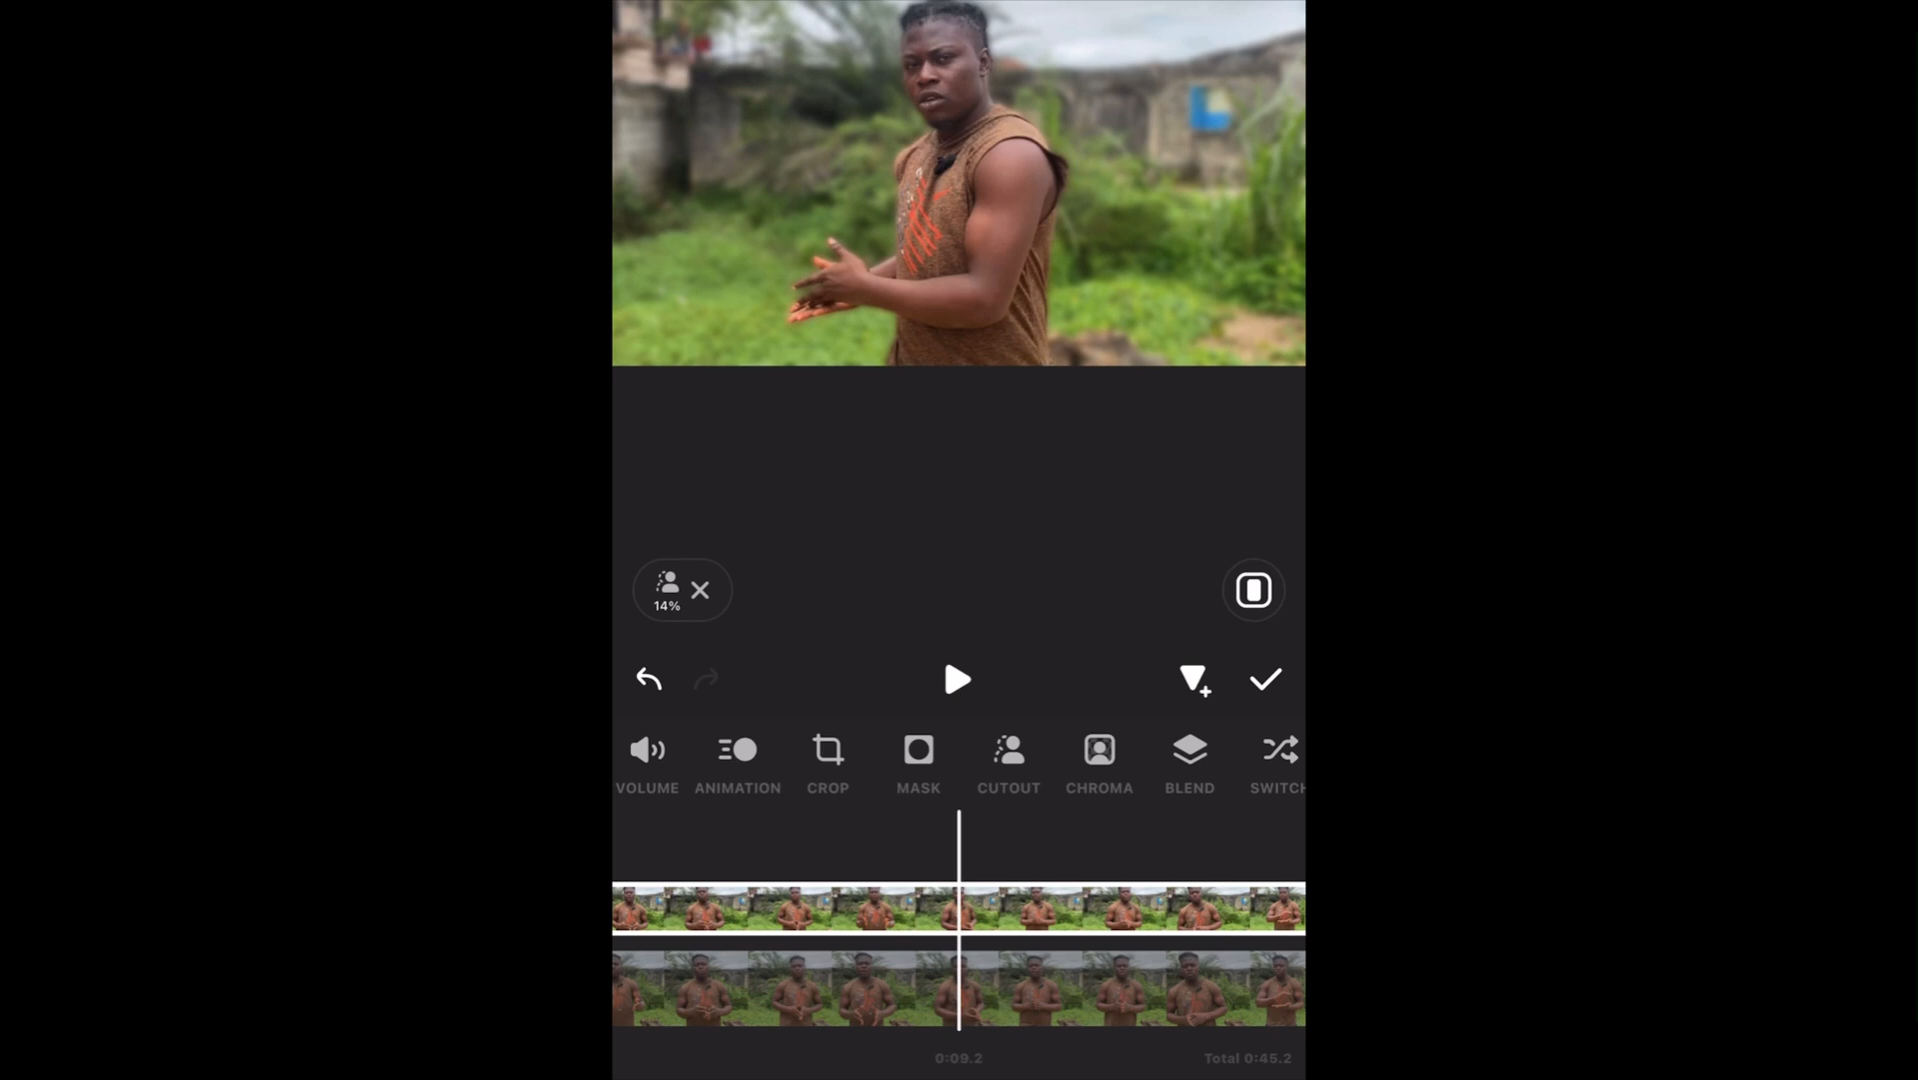 14%
VOLUME ANIMATION CROP MASK CUTOUT CHROMA BLEND SWITCH
0:09.2 Total 0:45.2